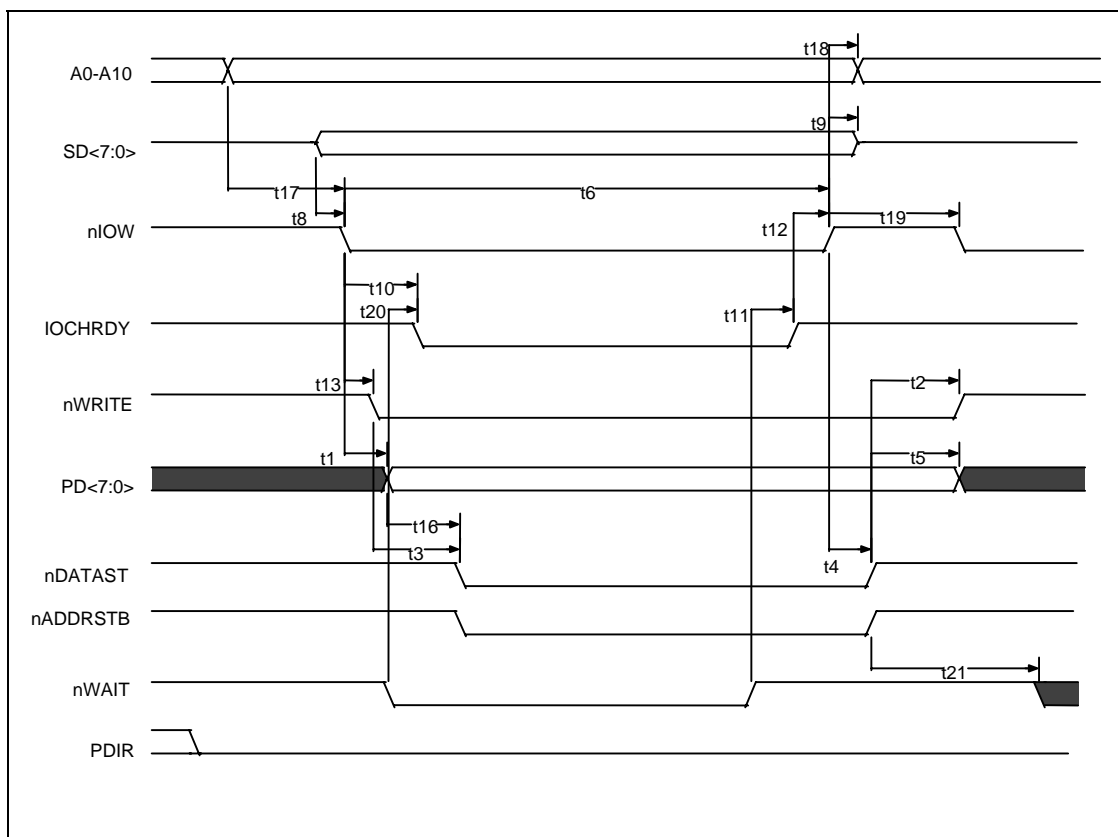 t18
A0-A10
t9
SD<7:0>
t17
t6
t8
t12
t19
nIOW
t10
t20
t11
IOCHRDY
t13
t2
nWRITE
t1
t5
PD<7:0>
t16
t3
t4
nDATAST
nADDRSTB
t21
nWAIT
PDIR